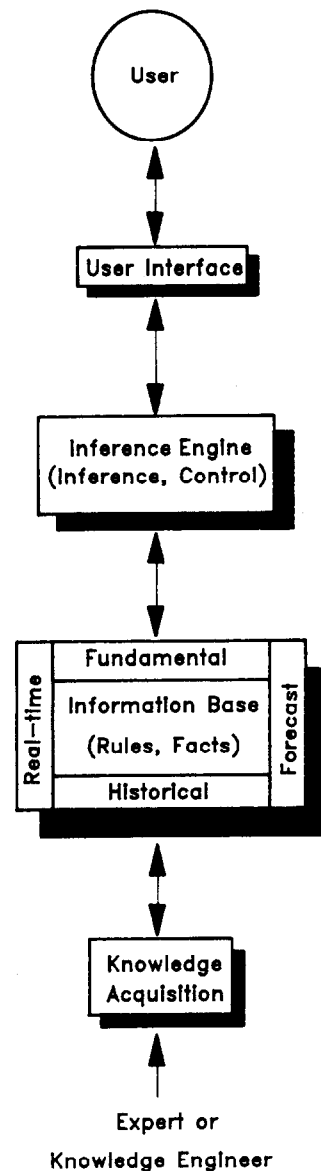 User
User Interface
Inference Engine
(Inference, Control)
Real-time
Fundamental
Information Base
(Rules, Facts)
Historical
Forecast
Knowledge
Acquisition
Expert or
Knowledge Engineer